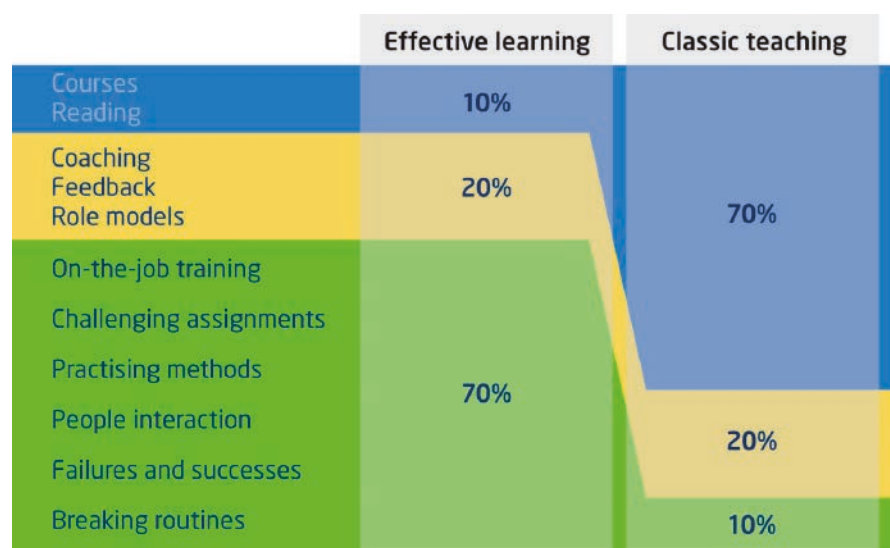 Effective learning
Classic teaching
Courses
Reading
10%
70%
Coaching
Feedback
Role models
20%
20%
On-the-job training
Challenging assignments
Practising methods
People interaction
Failures and successes
Breaking routines
70%
10%